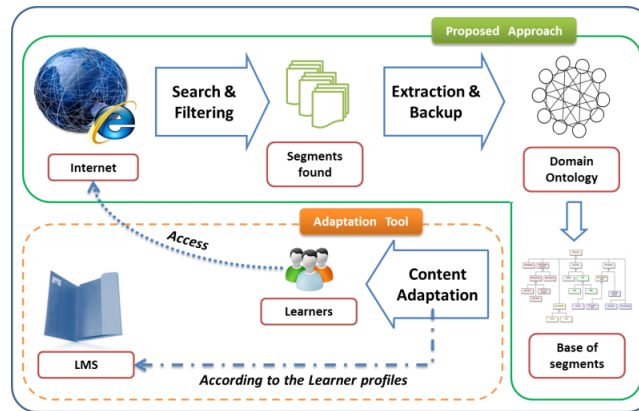 Proposed Approach
Search &
Filtering
Extraction &
Backup
Internet
Segments
found
Domain
Ontology
Adaptation Tool
Access
Learners
Content
Adaptation
LMS
According to the Learner profiles
Base of
segments